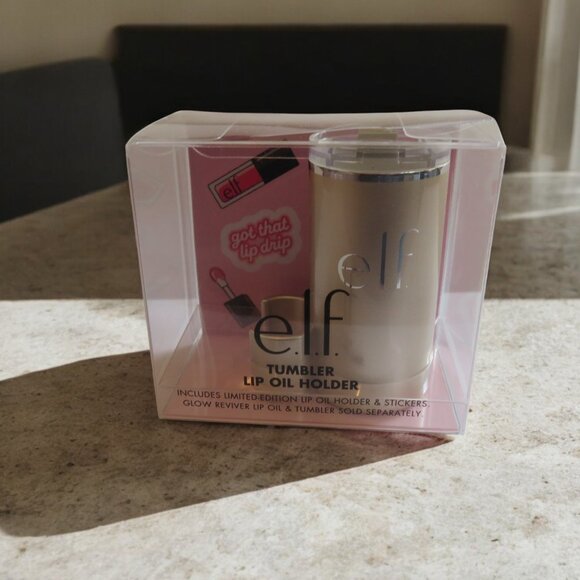 elf
got that
lip drip
e.l.f.
e.l.f.
TUMBLER
LIP OIL HOLDER
INCLUDES LIMITED-EDITION LIP OIL HOLDER & STICKERS.
GLOW REVIVER LIP OIL & TUMBLER SOLD SEPARATELY.